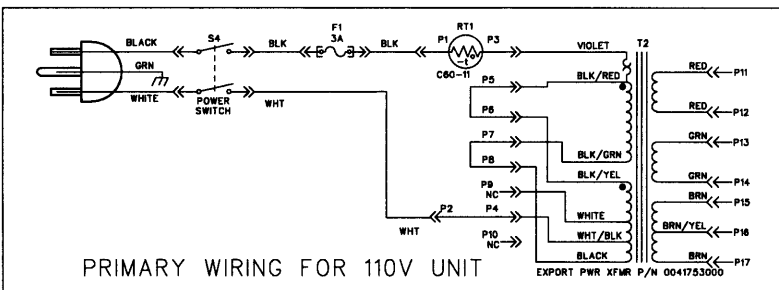 BLACK
S4
BLK
F1
3A
BLK
P1
RT1
P3
VIOLET
T2
-t
C60-11
GRN
WHITE
POWER
SWITCH
WHT
P5
BLK/RED
P6
P7
BLK/GRN
P8
BLK/YEL
P9
NC
WHITE
P2
P4
WHT
WHT/BLK
P10
NC
BLACK
RED
P11
RED
P12
GRN
P13
GRN
P14
BRN
P15
BRN/YEL
P16
BRN
P17
PRIMARY WIRING FOR 110V UNIT
EXPORT PWR XFMR P/N 0041753000